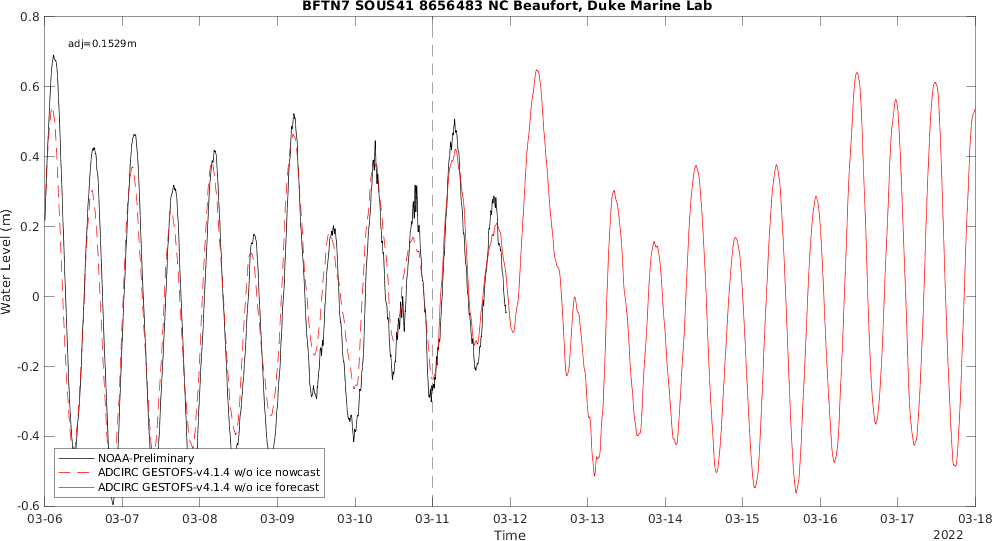 BFTN7 SOUS41 8656483 NC Beaufort, Duke Marine Lab
adj=0.1529m
0.8
0.6
0.4
0.2
0
-0.2
-0.4
-0.6
Water Level (m)
NOAA-Preliminary
ADCIRC GESTOFS-v4.1.4 w/o ice nowcast
ADCIRC GESTOFS-v4.1.4 w/o ice forecast
03-06 03-07 03-08 03-09 03-10 03-11 03-12 03-13 03-14 03-15 03-16 03-17 03-18
Time
2022